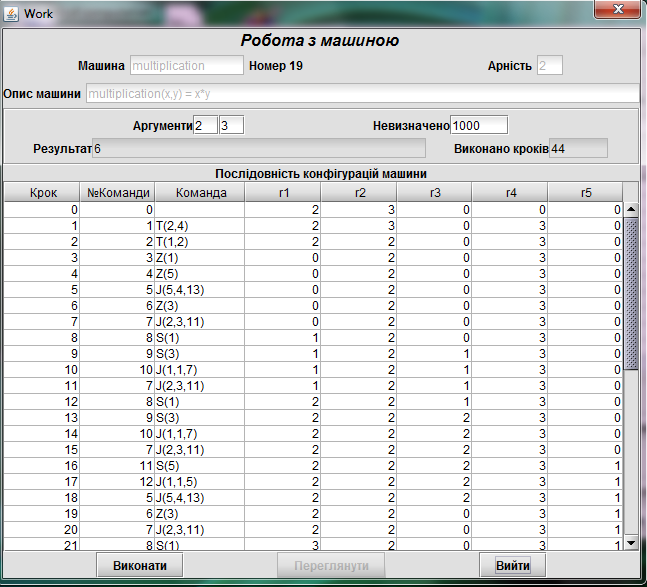 Work
Робота з машиною
Машина multiplication Номер 19 Арність 2
Опис машини multiplication(x,y) = x*y
Аргументи 2 3 Невизначено 1000
Результат 6 Виконано кроків 44
Послідовність конфігурацій машини
Крок №Команди Команда r1 r2 r3 r4 r5
0 0 2 3 0 0 0
1 1 T(2,4) 2 3 0 3 0
2 2 T(1,2) 2 2 0 3 0
3 3 Z(1) 0 2 0 3 0
4 4 Z(5) 0 2 0 3 0
5 5 J(5,4,13) 0 2 0 3 0
6 6 Z(3) 0 2 0 3 0
7 7 J(2,3,11) 0 2 0 3 0
8 8 S(1) 1 2 0 3 0
9 9 S(3) 1 2 1 3 0
10 10 J(1,1,7) 1 2 1 3 0
11 7 J(2,3,11) 1 2 1 3 0
12 8 S(1) 2 2 1 3 0
13 9 S(3) 2 2 2 3 0
14 10 J(1,1,7) 2 2 2 3 0
15 7 J(2,3,11) 2 2 2 3 0
16 11 S(5) 2 2 2 3 1
17 12 J(1,1,5) 2 2 2 3 1
18 5 J(5,4,13) 2 2 2 3 1
19 6 Z(3) 2 2 0 3 1
20 7 J(2,3,11) 2 2 0 3 1
21 8 S(1) 3 2 0 3 1
Виконати Переглянути Вийти